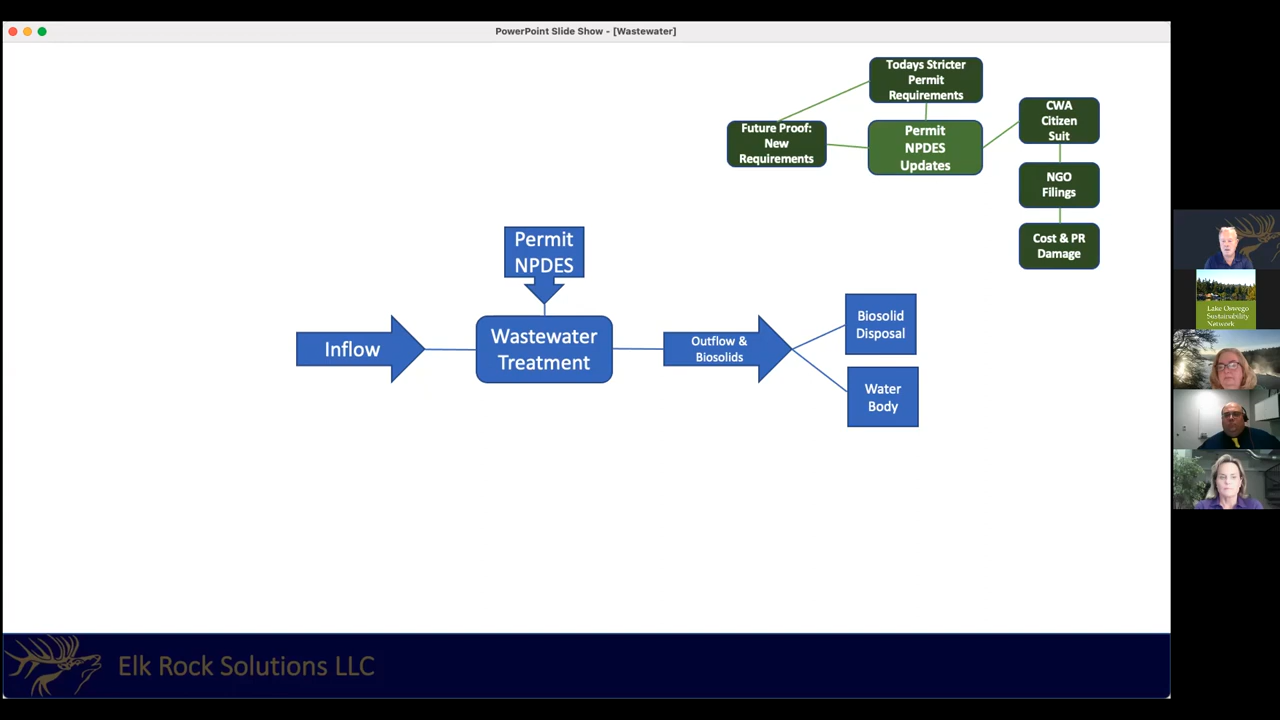 PowerPoint Slide Show - [Wastewater]
Todays Stricter
Permit
Requirements
Future Proof:
New
Requirements
Permit
NPDES
Updates
CWA
Citizen
Suit
NGO
Filings
Cost & PR
Damage
Permit
NPDES
Inflow
Wastewater
Treatment
Outflow &
Biosolids
Biosolid
Disposal
Water
Body
Lake Oswego
Sustainability
Network
Elk Rock Solutions LLC